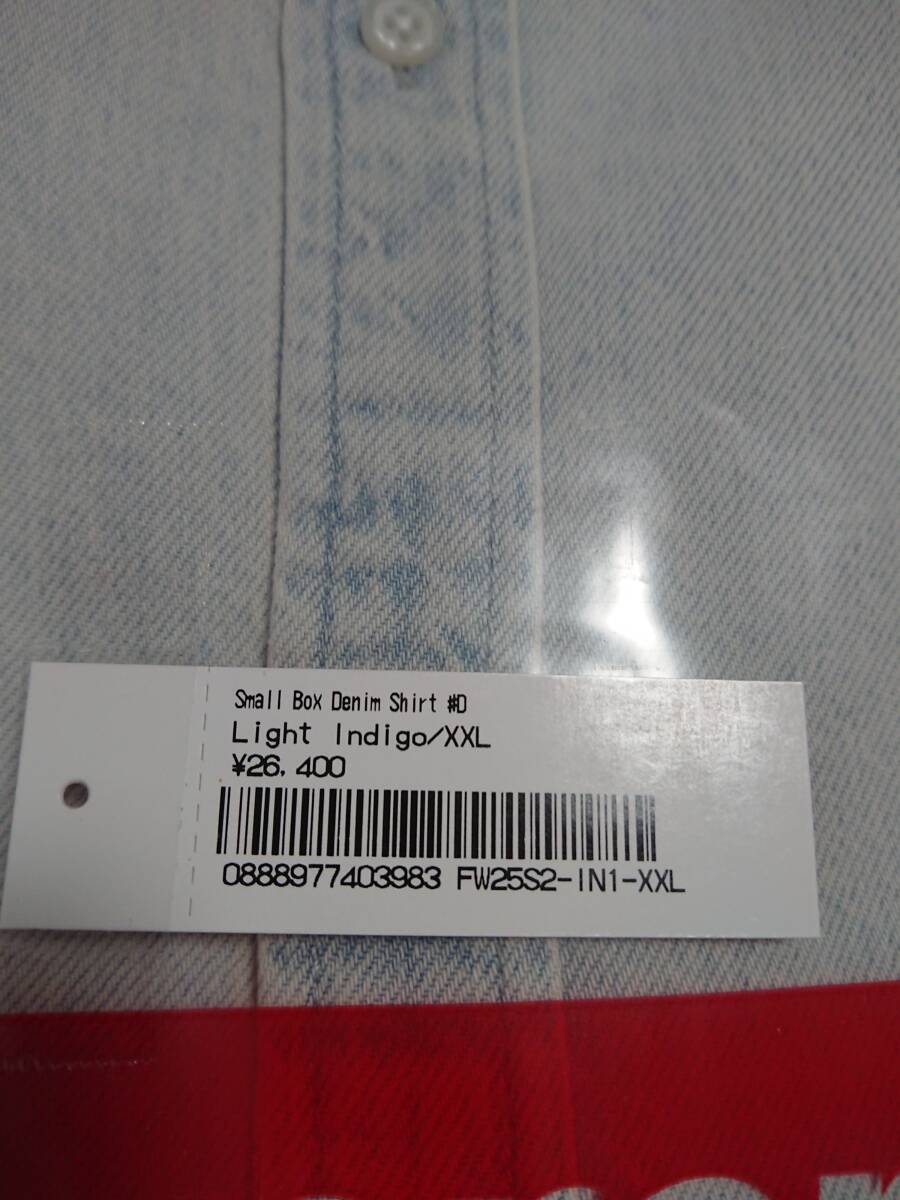 Small Box Denim Shirt #D
Light Indigo/XXL
¥26,400
0888977403983 FW25S2-IN1-XXL